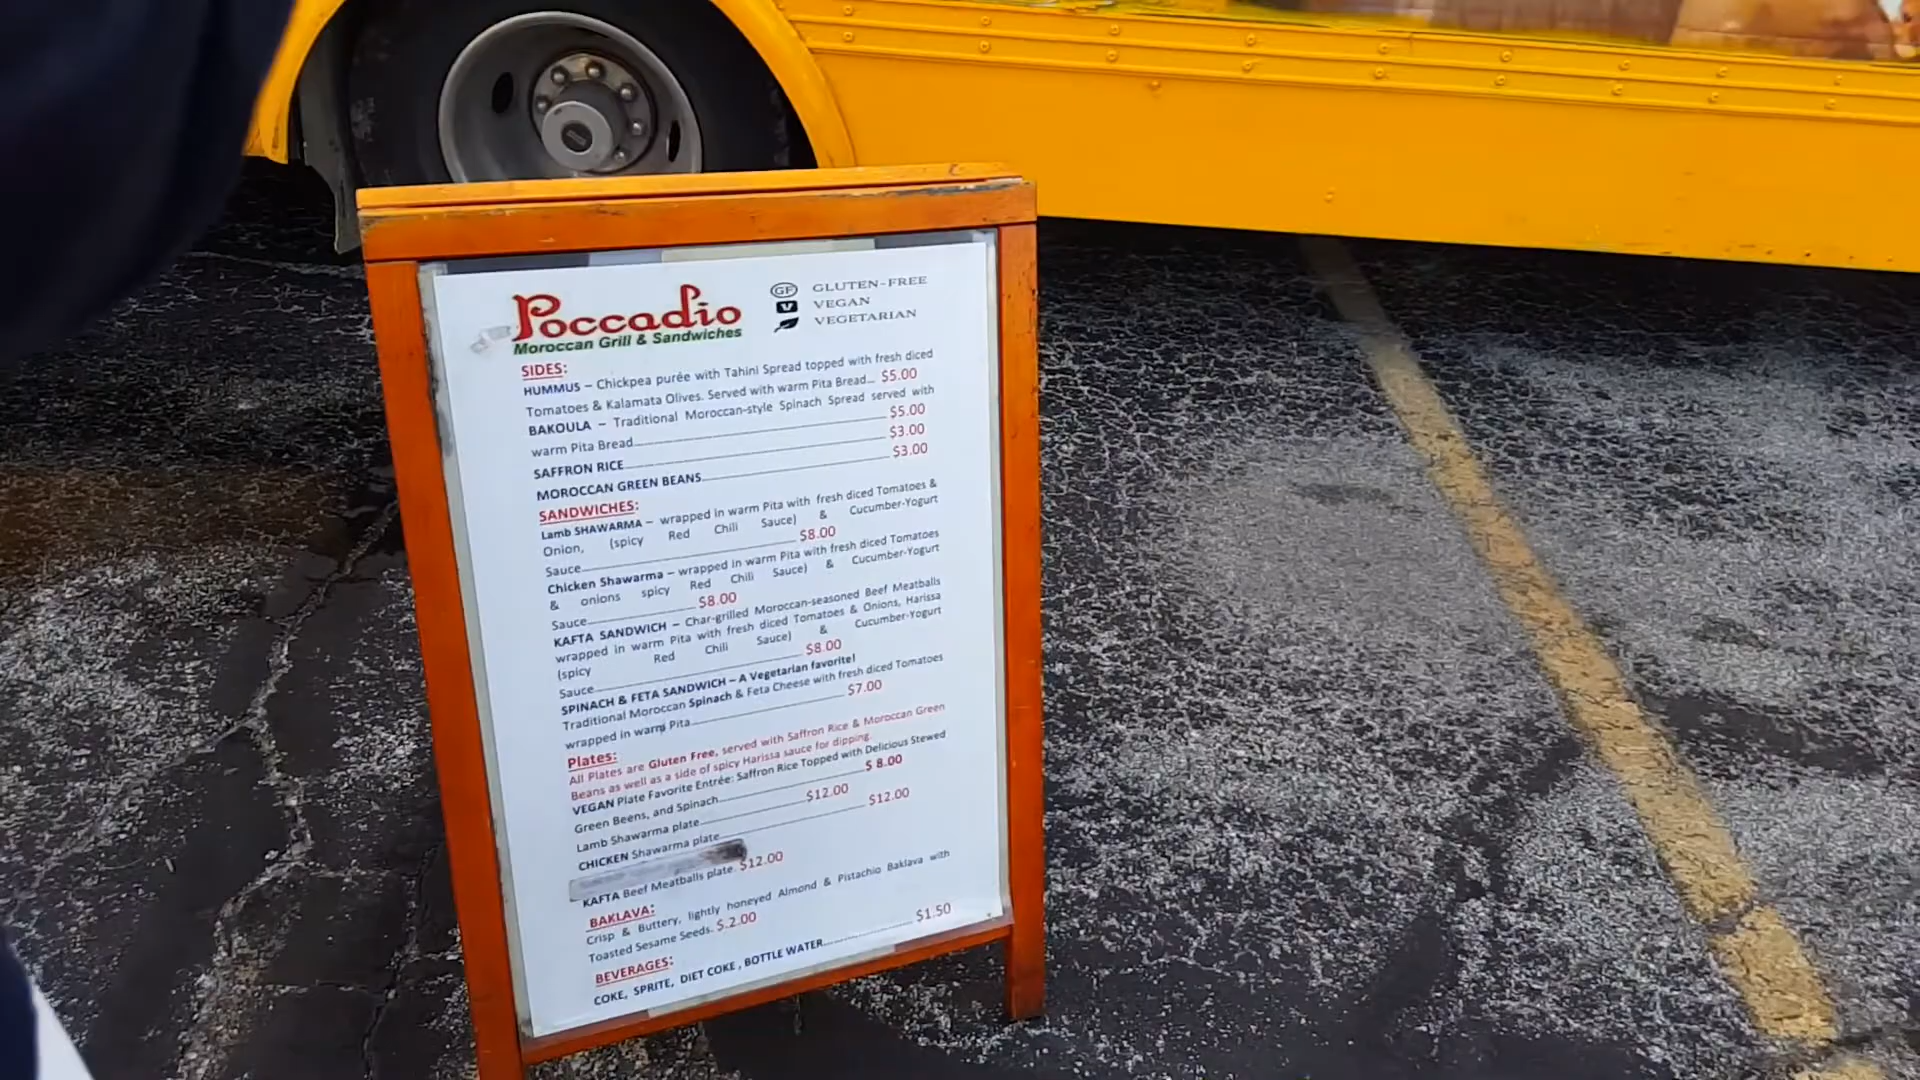 Poccadio
Moroccan Grill & Sandwiches
GF GLUTEN-FREE
V VEGAN
VEGETARIAN
SIDES:
HUMMUS – Chickpea purée with Tahini Spread topped with fresh diced
Tomatoes & Kalamata Olives. Served with warm Pita Bread... $5.00
BAKOULA – Traditional Moroccan-style Spinach Spread served with
warm Pita Bread $5.00
SAFFRON RICE $3.00
MOROCCAN GREEN BEANS $3.00
SANDWICHES:
Lamb SHAWARMA – wrapped in warm Pita with fresh diced Tomatoes &
Onion, (spicy Red Chili Sauce) & Cucumber-Yogurt
Sauce $8.00
Chicken Shawarma – wrapped in warm Pita with fresh diced Tomatoes
& onions spicy Red Chili Sauce) & Cucumber-Yogurt
Sauce $8.00
KAFTA SANDWICH – Char-grilled Moroccan-seasoned Beef Meatballs
wrapped in warm Pita with fresh diced Tomatoes & Onions, Harissa
(spicy Red Chili Sauce) & Cucumber-Yogurt
Sauce $8.00
SPINACH & FETA SANDWICH – A Vegetarian favorite!
Traditional Moroccan Spinach & Feta Cheese with fresh diced Tomatoes
wrapped in warm Pita $7.00
Plates:
All Plates are Gluten Free, served with Saffron Rice & Moroccan Green
Beans as well as a side of spicy Harissa sauce for dipping.
VEGAN Plate Favorite Entrée: Saffron Rice Topped with Delicious Stewed
Green Beens, and Spinach $ 8.00
Lamb Shawarma plate $12.00
CHICKEN Shawarma plate $12.00
KAFTA Beef Meatballs plate. $12.00
BAKLAVA:
Crisp & Buttery, lightly honeyed Almond & Pistachio Baklava with
Toasted Sesame Seeds. $.2.00
BEVERAGES:
COKE, SPRITE, DIET COKE , BOTTLE WATER $1.50